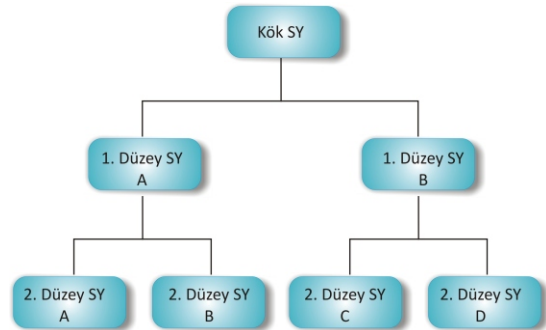 Kök SY
1. Düzey SY
A
1. Düzey SY
B
2. Düzey SY
A
2. Düzey SY
B
2. Düzey SY
C
2. Düzey SY
D